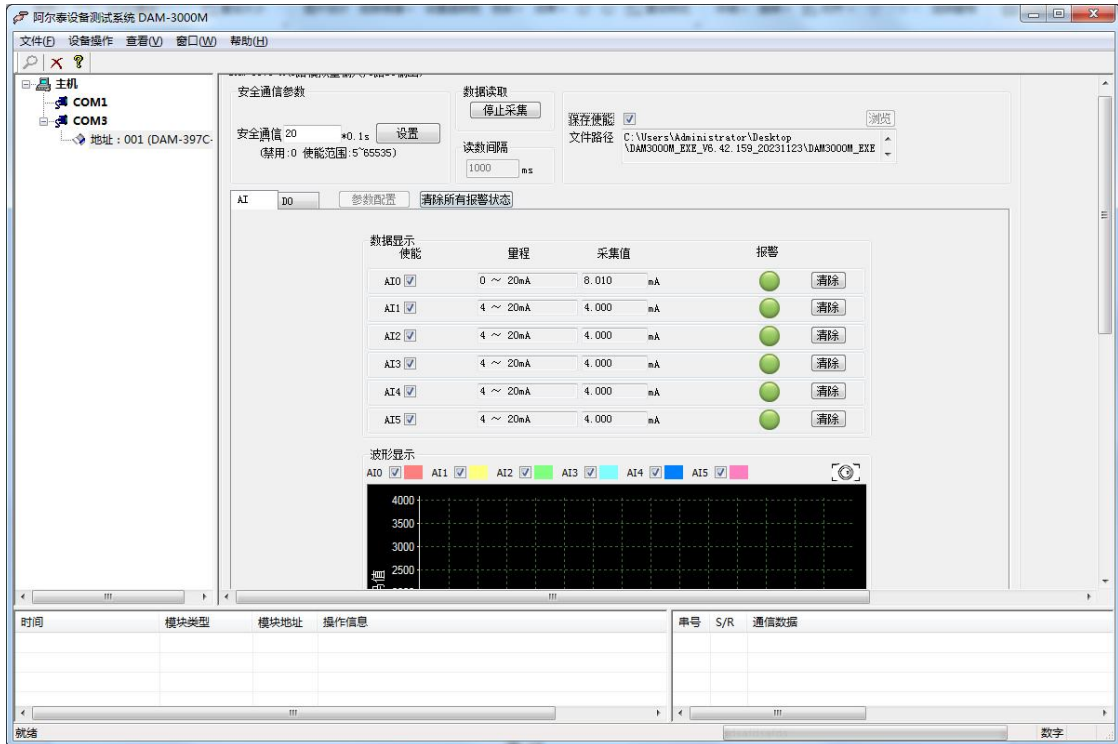 阿尔泰设备测试系统 DAM-3000M
文件(F) 设备操作 查看(V) 窗口(W) 帮助(H)
主机
COM1
COM3
地址：001 (DAM-397C-
安全通信参数
安全通信 20 *0.1s 设置
(禁用:0 使能范围:5~65535)
数据读取
停止采集
读数间隔
1000 ms
保存使能 浏览
文件路径 C:\Users\Administrator\Desktop
\DAM3000M_EXE_V6.42.159_20231123\DAM3000M_EXE
AI DO 参数配置 清除所有报警状态
数据显示
使能 量程 采集值 报警
AI0 0 ～ 20mA 8.010 mA 清除
AI1 4 ～ 20mA 4.000 mA 清除
AI2 4 ～ 20mA 4.000 mA 清除
AI3 4 ～ 20mA 4.000 mA 清除
AI4 4 ～ 20mA 4.000 mA 清除
AI5 4 ～ 20mA 4.000 mA 清除
波形显示
AI0 AI1 AI2 AI3 AI4 AI5
4000
3500
3000
2500
时间 模块类型 模块地址 操作信息
串号 S/R 通信数据
就绪 数字